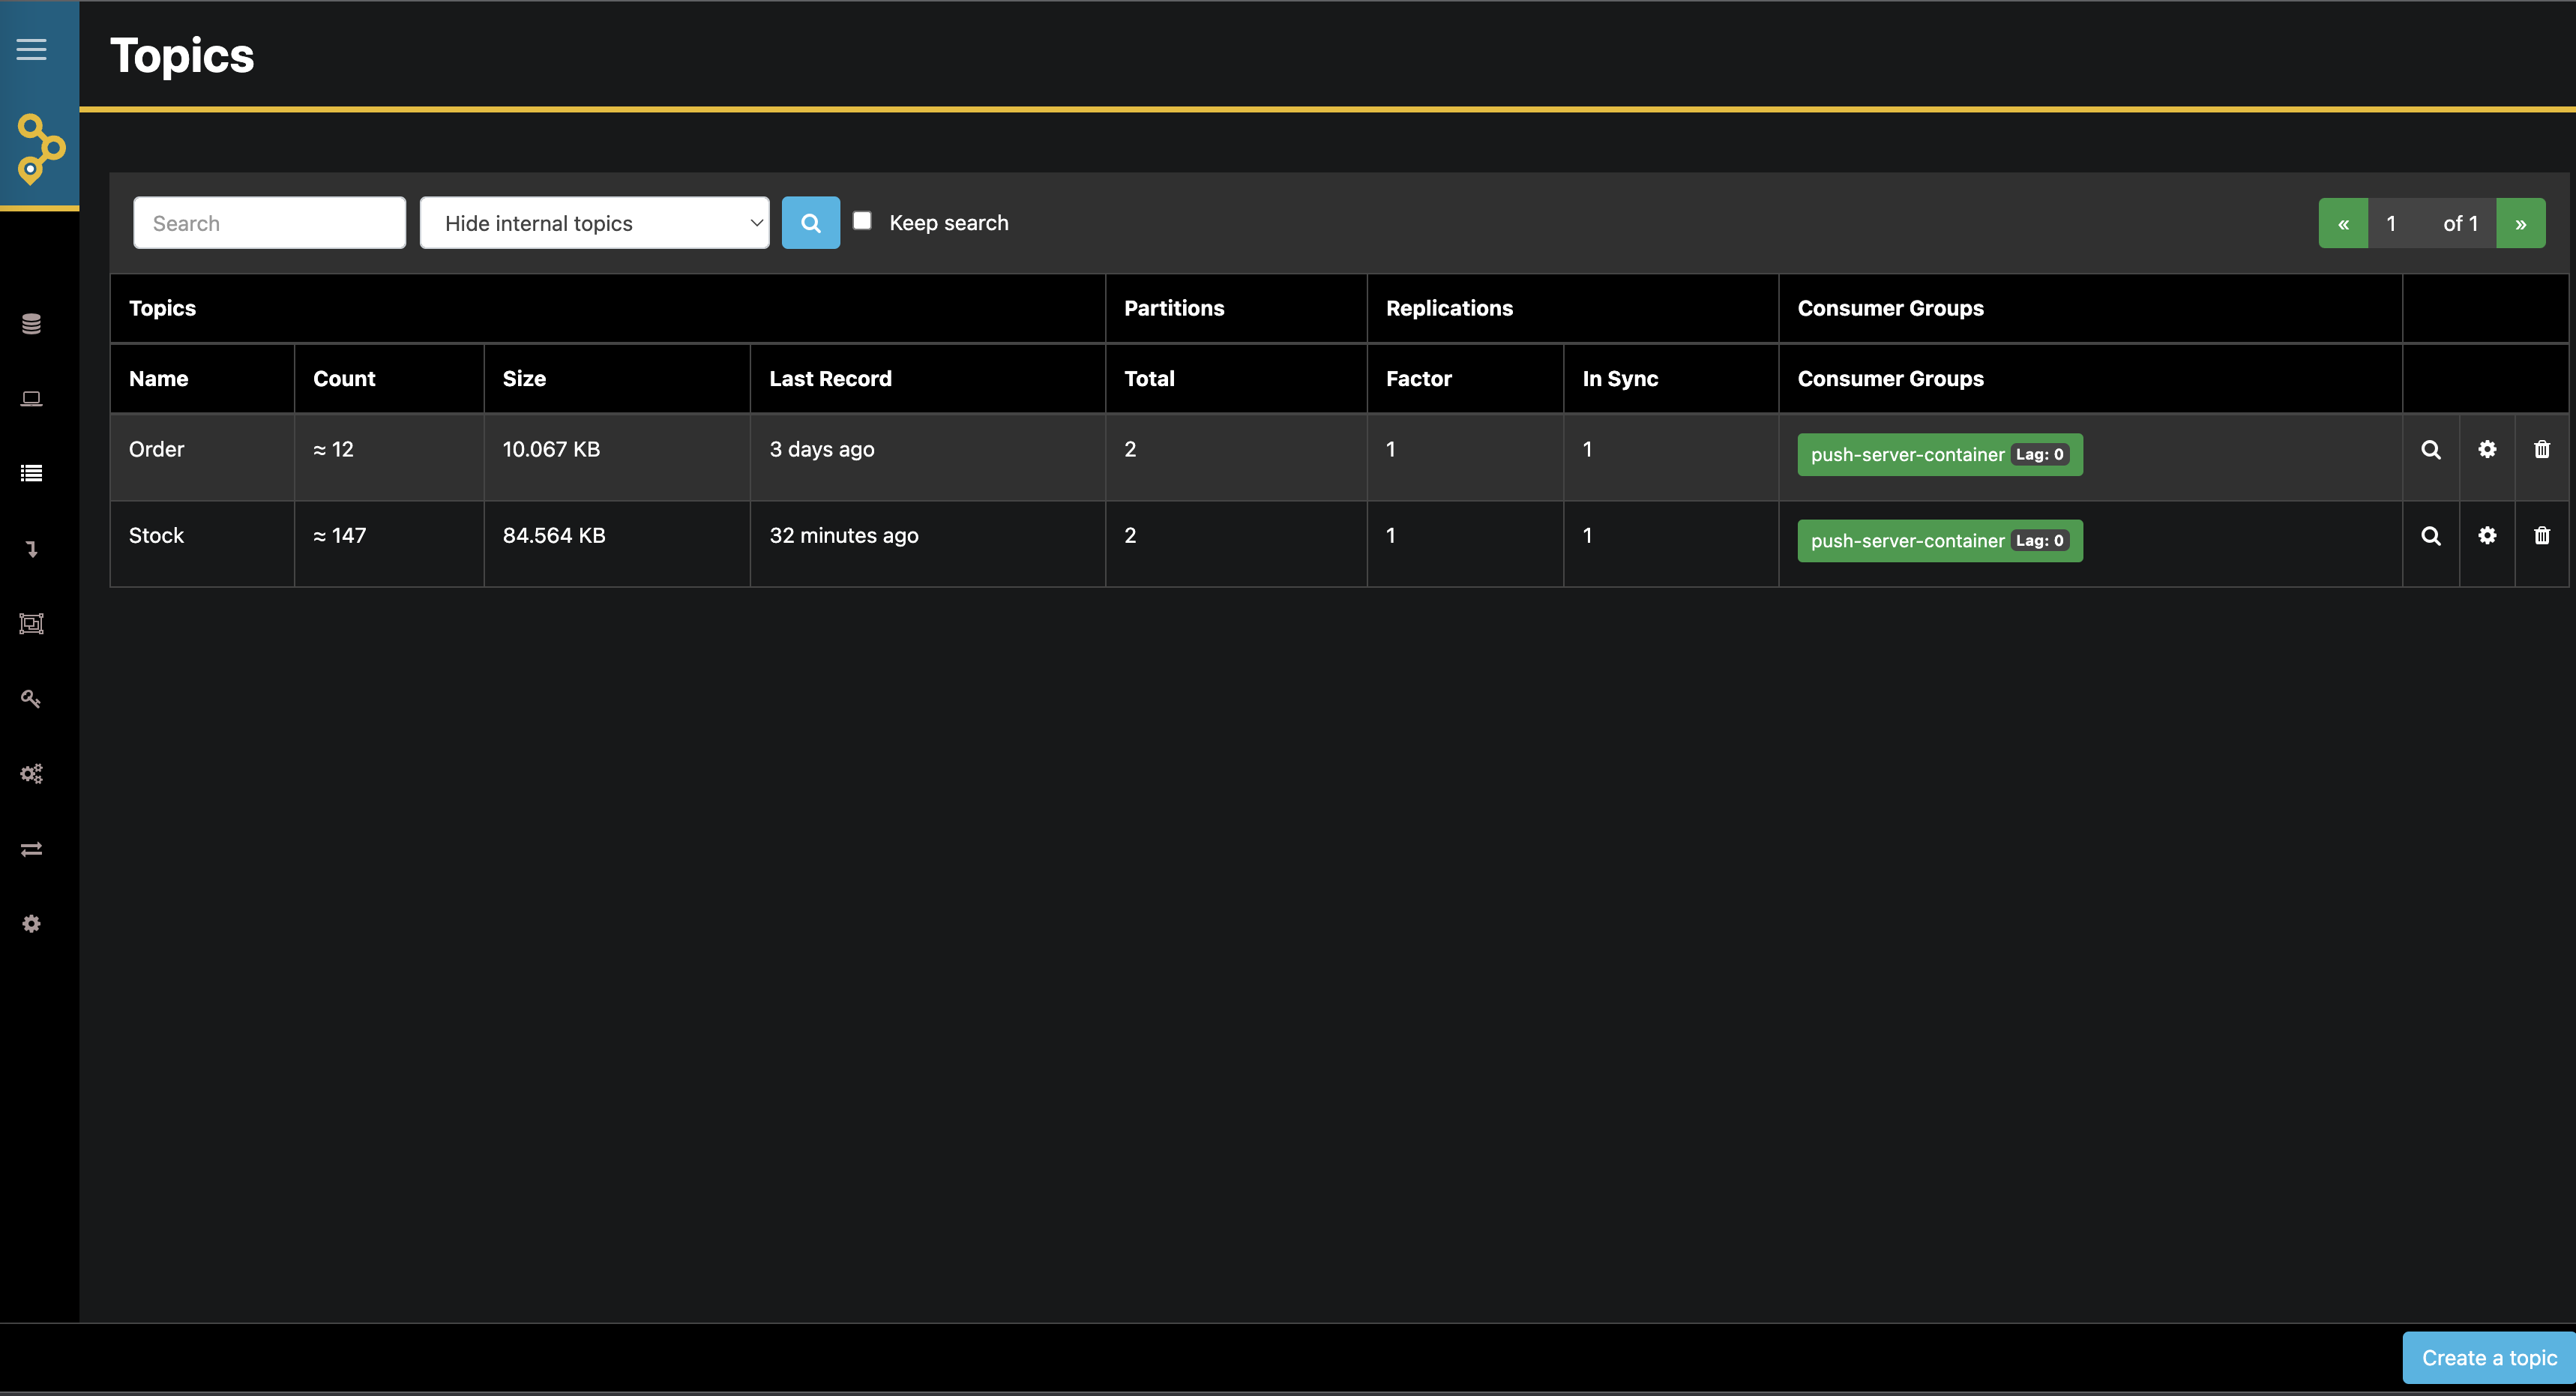 Topics
Search
Hide internal topics
Keep search
« 1 of 1 »
Topics Partitions Replications Consumer Groups
Name Count Size Last Record Total Factor In Sync Consumer Groups
Order ≈ 12 10.067 KB 3 days ago 2 1 1 push-server-container Lag: 0
Stock ≈ 147 84.564 KB 32 minutes ago 2 1 1 push-server-container Lag: 0
Create a topic